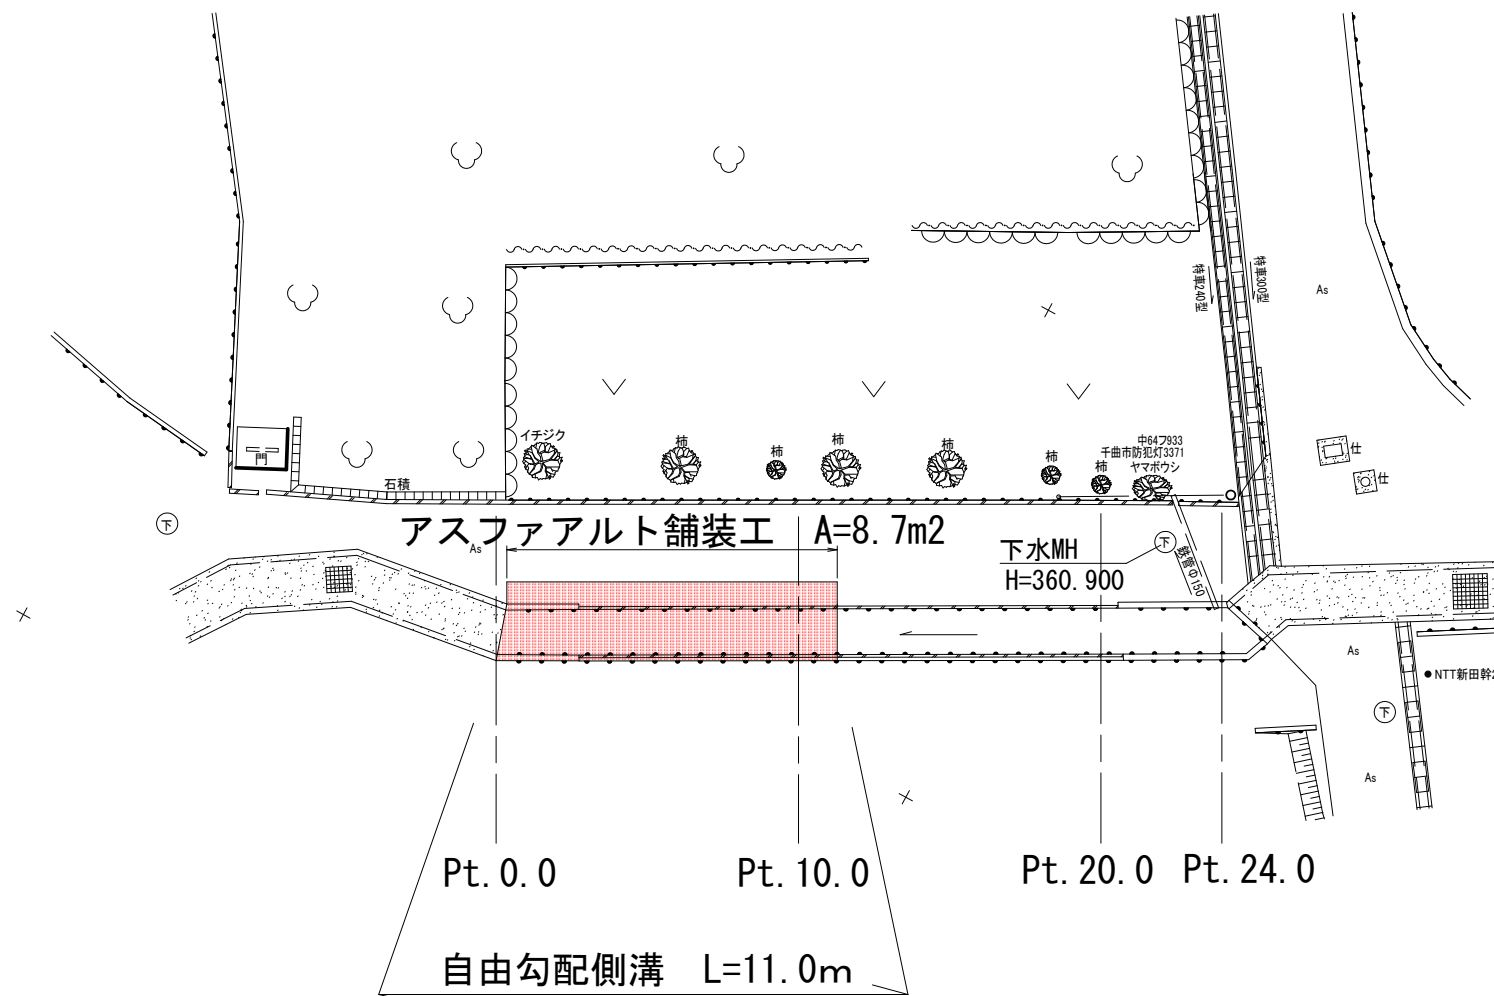 特車240型
特車300型
As
イチジク
柿
柿
柿
柿
柿
柿
中64フ933
千曲市防犯灯3371
ヤマボウシ
仕
仕
門
石積
下
As
アスファアルト舗装工 A=8.7m2
下水MH
H=360.900
下
鉄管Φ150
As
NTT新田幹2
下
As
Pt.0.0
Pt.10.0
Pt.20.0
Pt.24.0
自由勾配側溝 L=11.0m